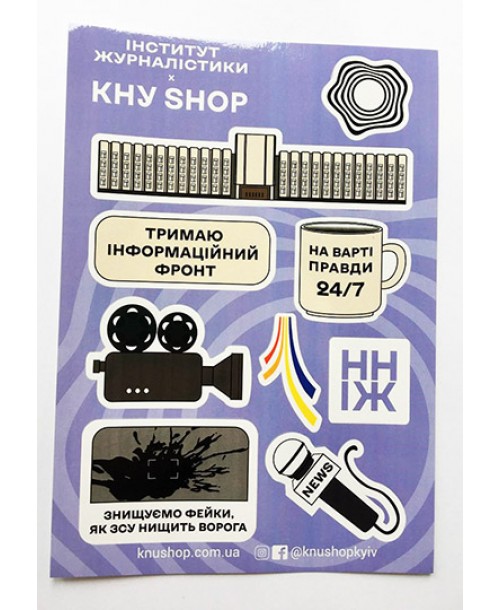 ІНСТИТУТ
ЖУРНАЛІСТИКИ
х
КНУ SHOP
ТРИМАЮ
ІНФОРМАЦІЙНИЙ
ФРОНТ
НА ВАРТІ
ПРАВДИ
24/7
НН
ІЖ
NEWS
ЗНИЩУЄМО ФЕЙКИ,
ЯК ЗСУ НИЩИТЬ ВОРОГА
knushop.com.ua
@knushopkyiv